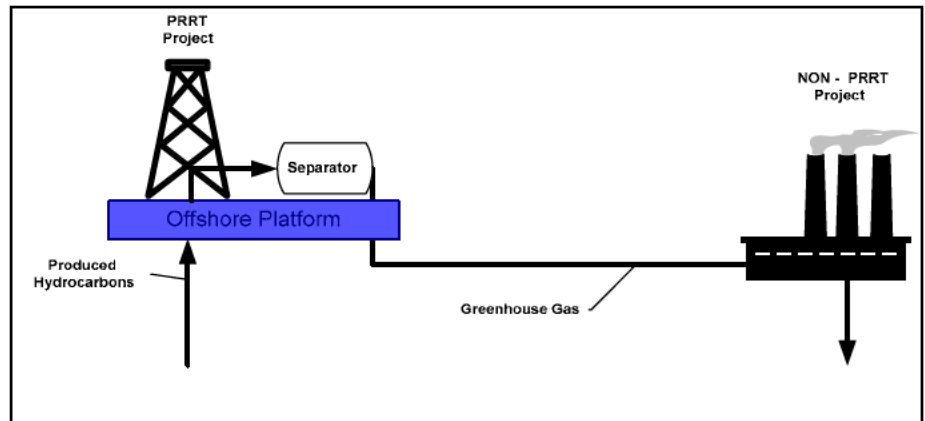 PRRT
Project
NON - PRRT
Project
Separator
Offshore Platform
Produced
Hydrocarbons
Greenhouse Gas